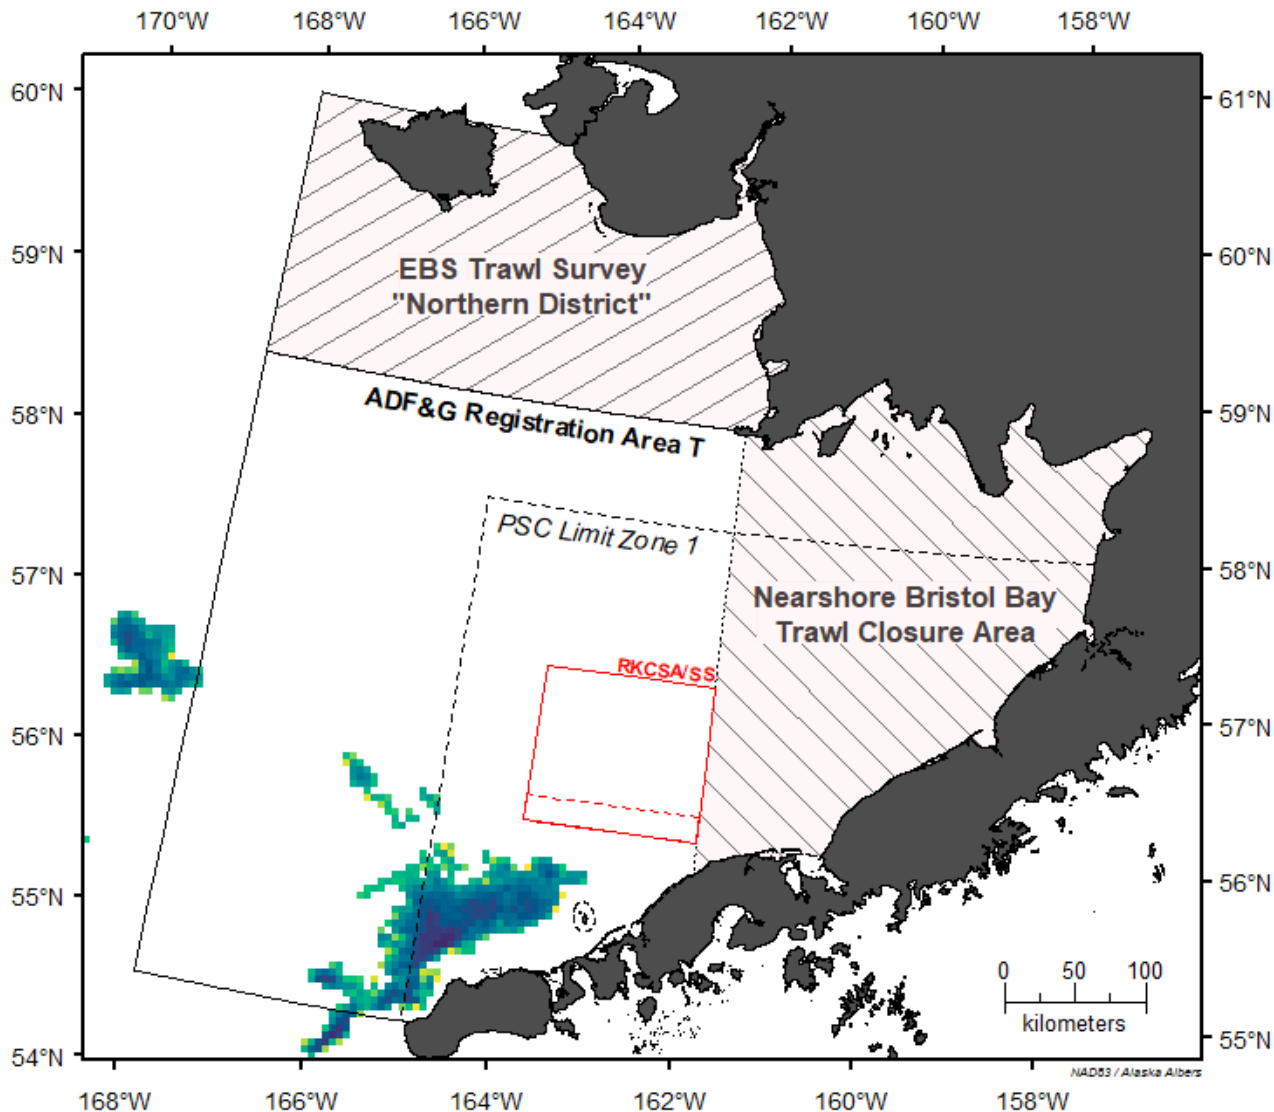 170°W 168°W 166°W 164°W 162°W 160°W 158°W
60°N
61°N
59°N
60°N
EBS Trawl Survey
"Northern District"
58°N
59°N
ADF&G Registration Area T
PSC Limit Zone 1
57°N
58°N
Nearshore Bristol Bay
Trawl Closure Area
RKCSA/SS
56°N
57°N
55°N
56°N
0 50 100
kilometers
54°N
55°N
NAD83 / Alaska Albers
168°W 166°W 164°W 162°W 160°W 158°W